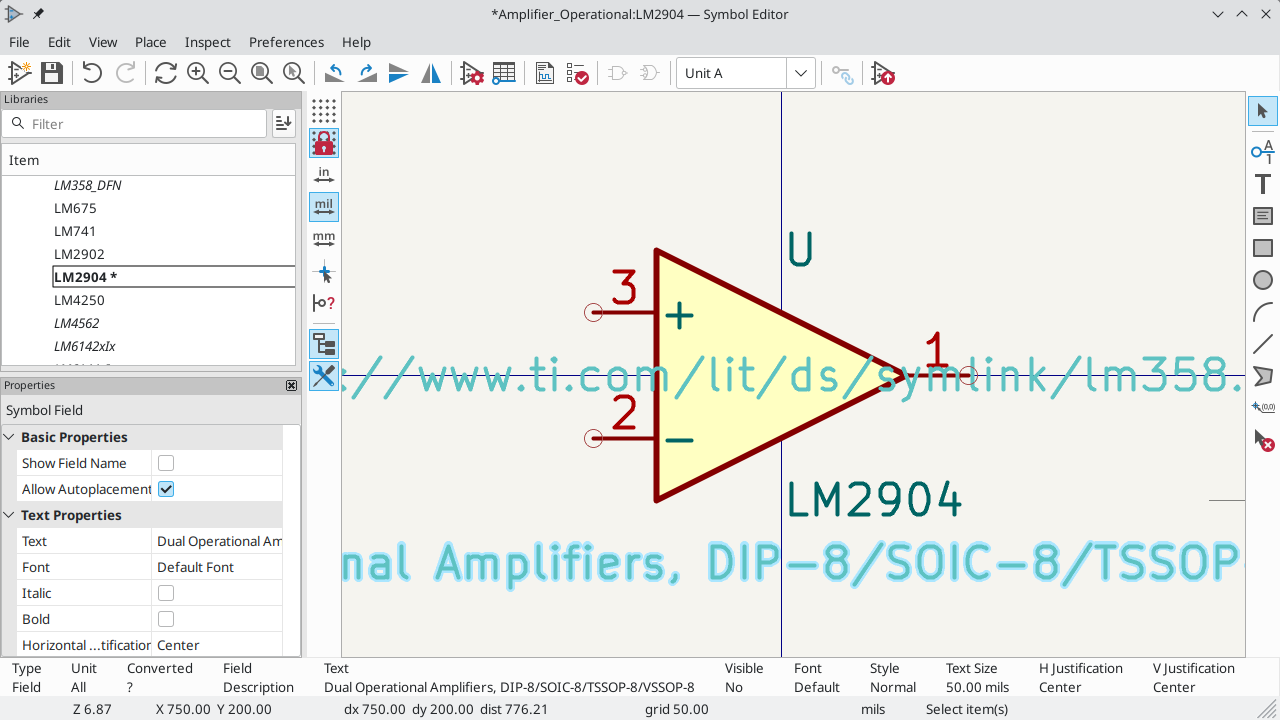 *Amplifier_Operational:LM2904 — Symbol Editor
File Edit View Place Inspect Preferences Help
Unit A
Libraries
Filter
Item
LM358_DFN
LM675
LM741
LM2902
LM2904 *
LM4250
LM4562
LM6142xIx
Properties
Symbol Field
Basic Properties
Show Field Name
Allow Autoplacement
Text Properties
Text Dual Operational Am
Font Default Font
Italic
Bold
Horizontal ...tification Center
in
mil
mm
U
3
+
1
://www.ti.com/lit/ds/symlink/lm358.
2
−
LM2904
nal Amplifiers, DIP-8/SOIC-8/TSSOP-
A
1
T
(0,0)
Type Unit Converted Field Text Visible Font Style Text Size H Justification V Justification
Field All ? Description Dual Operational Amplifiers, DIP-8/SOIC-8/TSSOP-8/VSSOP-8 No Default Normal 50.00 mils Center Center
Z 6.87 X 750.00 Y 200.00 dx 750.00 dy 200.00 dist 776.21 grid 50.00 mils Select item(s)